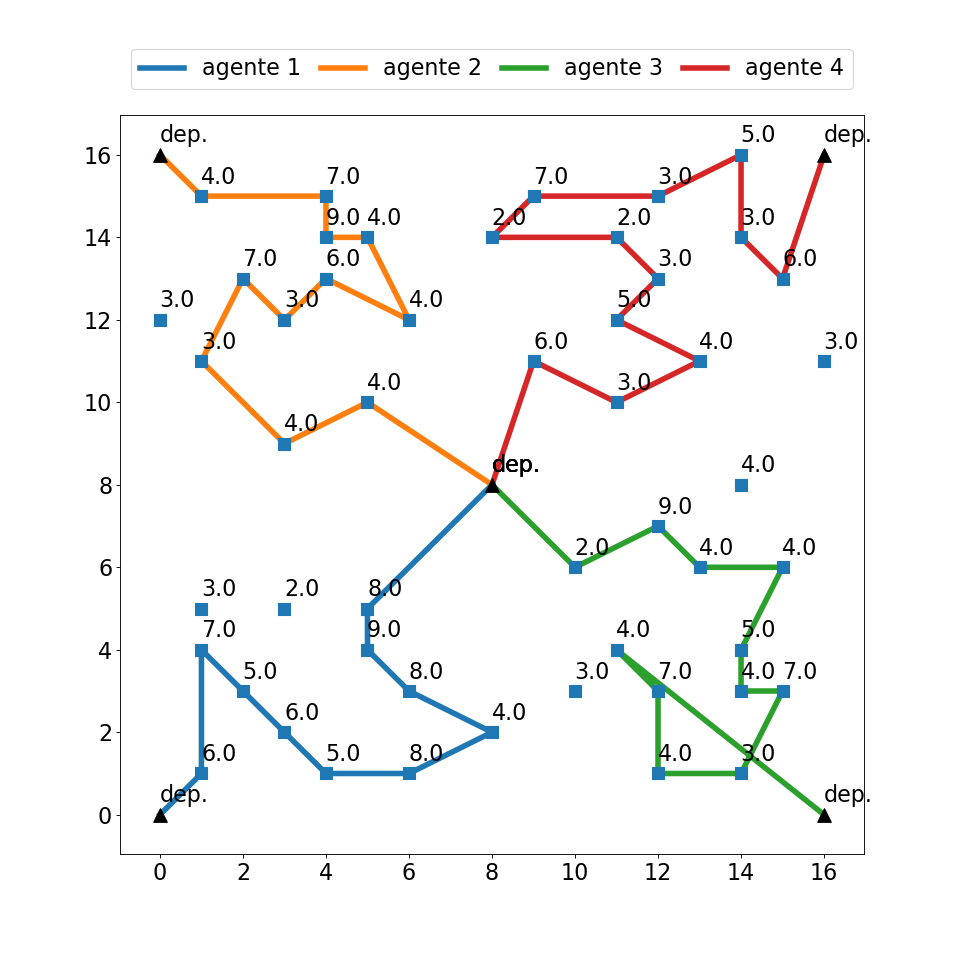 agente 1 agente 2 agente 3 agente 4
dep. 5.0 dep.
16
4.0 7.0 7.0 3.0
9.0 4.0 2.0 2.0 3.0
14
7.0 6.0 3.0 6.0
3.0 3.0 4.0 5.0
12
3.0 6.0 4.0 3.0
4.0 3.0
10
4.0
dep. 4.0
8
9.0
2.0 4.0 4.0
6
3.0 2.0 8.0
7.0 9.0 4.0 5.0
4
5.0 8.0 3.0 7.0 4.0 7.0
6.0 4.0
2
6.0 5.0 8.0 4.0 3.0
dep. dep.
0
0 2 4 6 8 10 12 14 16